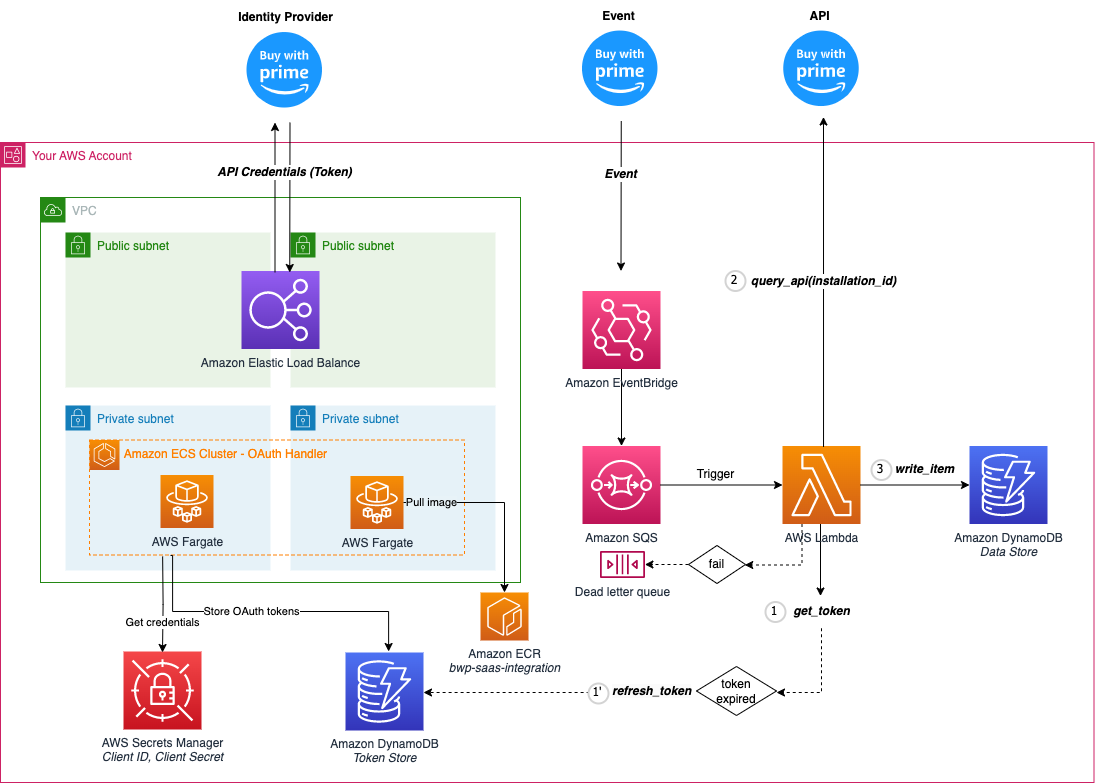 Identity Provider
Event
API
Buy with
prime
Buy with
prime
Buy with
prime
Your AWS Account
API Credentials (Token)
Event
VPC
Public subnet
Public subnet
2
query_api(installation_id)
Amazon Elastic Load Balance
Amazon EventBridge
Private subnet
Private subnet
Amazon ECS Cluster - OAuth Handler
Pull image
AWS Fargate
AWS Fargate
Trigger
3
write_item
Amazon SQS
AWS Lambda
Amazon DynamoDB
Data Store
fail
Dead letter queue
1
get_token
Store OAuth tokens
Get credentials
Amazon ECR
bwp-saas-integration
token
expired
1'
refresh_token
AWS Secrets Manager
Client ID, Client Secret
Amazon DynamoDB
Token Store